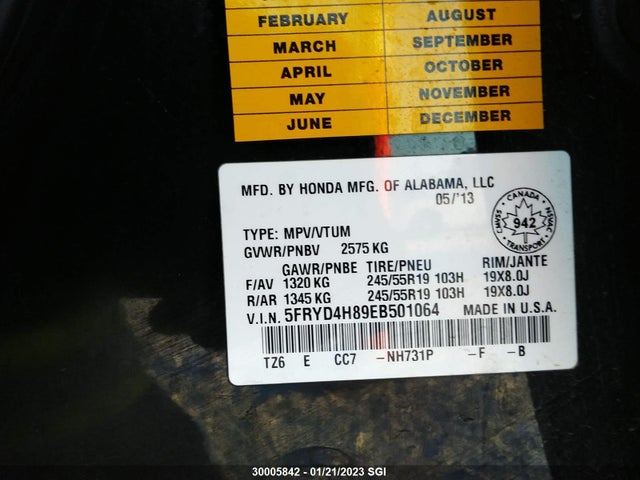 FEBRUARY AUGUST
MARCH SEPTEMBER
APRIL OCTOBER
MAY NOVEMBER
JUNE DECEMBER
MFD. BY HONDA MFG. OF ALABAMA, LLC
05/'13
CANADA
CMVSS 942 NSVAC
TRANSPORT
TYPE: MPV/VTUM
GVWR/PNBV 2575 KG
GAWR/PNBE TIRE/PNEU RIM/JANTE
F/AV 1320 KG 245/55R19 103H 19X8.0J
R/AR 1345 KG 245/55R19 103H 19X8.0J
V.I.N. 5FRYD4H89EB501064 MADE IN U.S.A.
TZ6 E CC7 -NH731P -F -B
30005842 - 01/21/2023 SGI